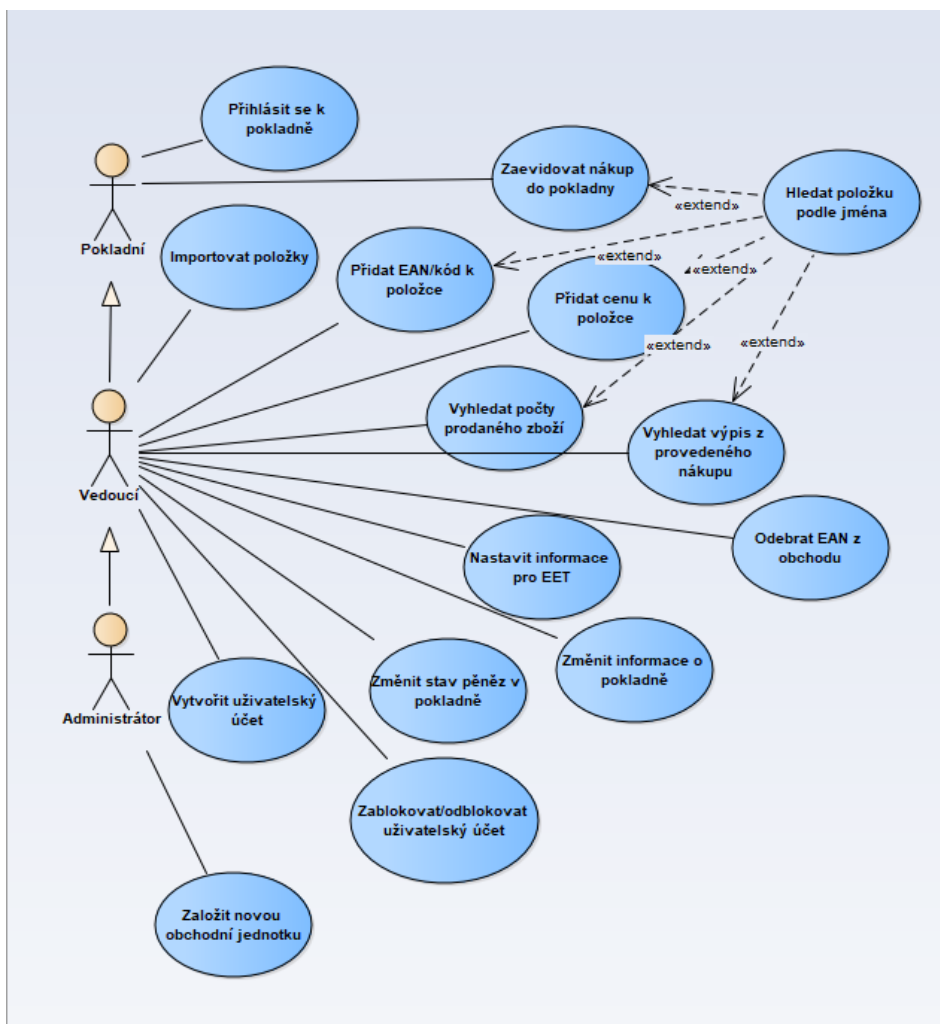 Přihlásit se k
pokladně
Zaevidovat nákup
do pokladny
Hledat položku
podle jména
«extend»
Pokladní
Importovat položky
Přidat EAN/kód k
položce
«extend»
«extend»
Přidat cenu k
položce
«extend»
«extend»
Vyhledat počty
prodaného zboží
Vyhledat výpis z
provedeného
nákupu
Vedoucí
Odebrat EAN z
obchodu
Nastavit informace
pro EET
Změnit informace o
pokladně
Změnit stav pěněz v
pokladně
Vytvořit uživatelský
účet
Administrátor
Zablokovat/odblokovat
uživatelský účet
Založit novou
obchodní jednotku